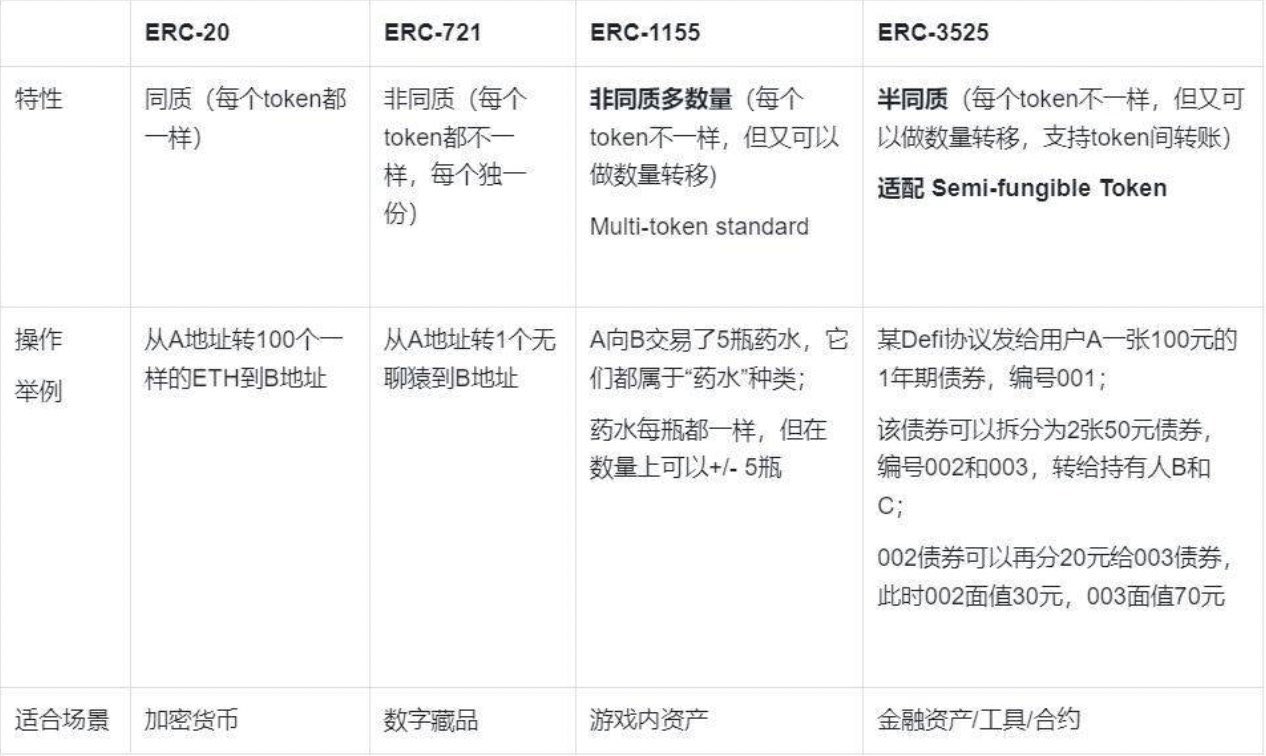 ERC-20
ERC-721
ERC-1155
ERC-3525
特性
同质（每个token都
一样）
非同质（每个
token都不一
样，每个独一
份）
非同质多数量（每个
token不一样，但又可以
做数量转移)
Multi-token standard
半同质（每个token不一样，但又可
以做数量转移，支持token间转账）
适配 Semi-fungible Token
操作
举例
从A地址转100个一
样的ETH到B地址
从A地址转1个无
聊猿到B地址
A向B交易了5瓶药水，它
们都属于“药水”种类；
药水每瓶都一样，但在
数量上可以+/- 5瓶
某Defi协议发给用户A一张100元的
1年期债券，编号001；
该债券可以拆分为2张50元债券，
编号002和003，转给持有人B和
C；
002债券可以再分20元给003债券，
此时002面值30元，003面值70元
适合场景
加密货币
数字藏品
游戏内资产
金融资产/工具/合约